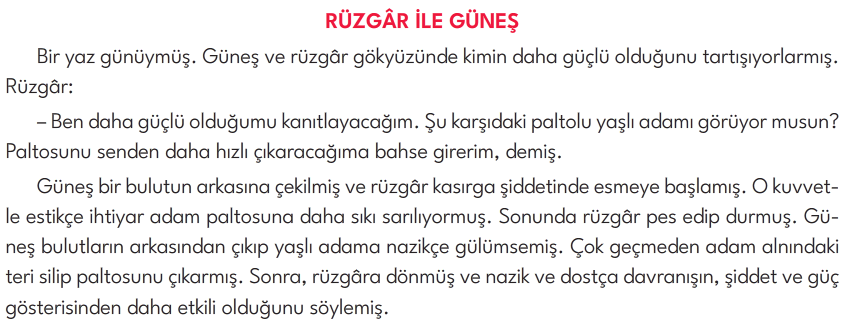 RÜZGÂR İLE GÜNEŞ
Bir yaz günüymüş. Güneş ve rüzgâr gökyüzünde kimin daha güçlü olduğunu tartışıyorlarmış.
Rüzgâr:
– Ben daha güçlü olduğumu kanıtlayacağım. Şu karşıdaki paltolu yaşlı adamı görüyor musun?
Paltosunu senden daha hızlı çıkaracağıma bahse girerim, demiş.
Güneş bir bulutun arkasına çekilmiş ve rüzgâr kasırga şiddetinde esmeye başlamış. O kuvvet-
le estikçe ihtiyar adam paltosuna daha sıkı sarılıyormuş. Sonunda rüzgâr pes edip durmuş. Gü-
neş bulutların arkasından çıkıp yaşlı adama nazikçe gülümsemiş. Çok geçmeden adam alnındaki
teri silip paltosunu çıkarmış. Sonra, rüzgâra dönmüş ve nazik ve dostça davranışın, şiddet ve güç
gösterisinden daha etkili olduğunu söylemiş.